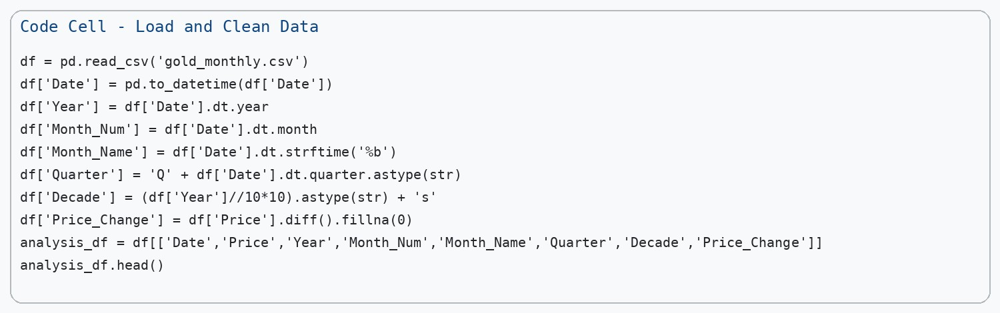 Code Cell - Load and Clean Data
df = pd.read_csv('gold_monthly.csv')
df['Date'] = pd.to_datetime(df['Date'])
df['Year'] = df['Date'].dt.year
df['Month_Num'] = df['Date'].dt.month
df['Month_Name'] = df['Date'].dt.strftime('%b')
df['Quarter'] = 'Q' + df['Date'].dt.quarter.astype(str)
df['Decade'] = (df['Year']//10*10).astype(str) + 's'
df['Price_Change'] = df['Price'].diff().fillna(0)
analysis_df = df[['Date','Price','Year','Month_Num','Month_Name','Quarter','Decade','Price_Change']]
analysis_df.head()